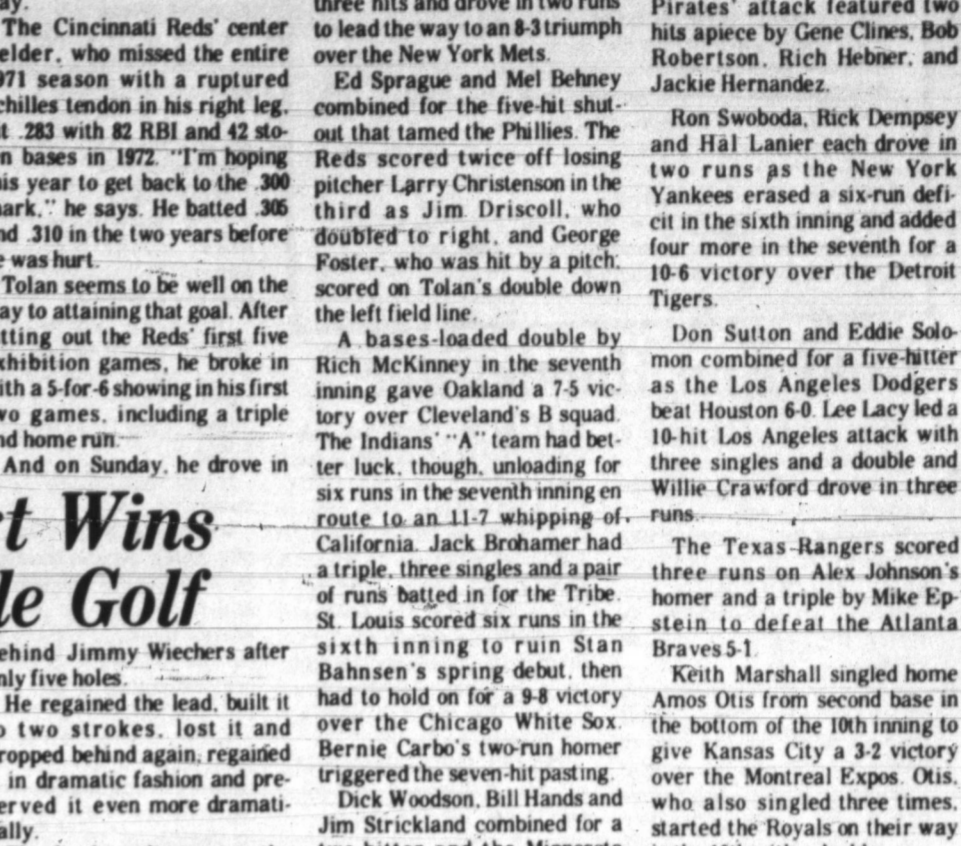 ay.
The Cincinnati Reds' center
elder, who missed the entire
971 season with a ruptured
chilles tendon in his right leg,
t .283 with 82 RBI and 42 sto-
n bases in 1972. "I'm hoping
is year to get back to the .300
ark," he says. He batted .305
nd .310 in the two years before
e was hurt.
Tolan seems to be well on the
ay to attaining that goal. After
tting out the Reds' first five
xhibition games, he broke in
ith a 5-for-6 showing in his first
wo games, including a triple
nd home run.
And on Sunday, he drove in
t Wins
le Golf
ehind Jimmy Wiechers after
nly five holes.
He regained the lead, built it
o two strokes, lost it and
ropped behind again, regained
in dramatic fashion and pre-
erved it even more dramati-
ally.
three hits and drove in two runs
to lead the way to an 8-3 triumph
over the New York Mets.
Ed Sprague and Mel Behney
combined for the five-hit shut-
out that tamed the Phillies. The
Reds scored twice off losing
pitcher Larry Christenson in the
third as Jim Driscoll, who
doubled to right, and George
Foster, who was hit by a pitch,
scored on Tolan's double down
the left field line.
A bases-loaded double by
Rich McKinney in the seventh
inning gave Oakland a 7-5 vic-
tory over Cleveland's B squad.
The Indians' "A" team had bet-
ter luck, though, unloading for
six runs in the seventh inning en
route to an 11-7 whipping of
California. Jack Brohamer had
a triple, three singles and a pair
of runs batted in for the Tribe.
St. Louis scored six runs in the
sixth inning to ruin Stan
Bahnsen's spring debut, then
had to hold on for a 9-8 victory
over the Chicago White Sox.
Bernie Carbo's two-run homer
triggered the seven-hit pasting.
Dick Woodson, Bill Hands and
Jim Strickland combined for a
Pirates' attack featured two
hits apiece by Gene Clines, Bob
Robertson, Rich Hebner, and
Jackie Hernandez.
Ron Swoboda, Rick Dempsey
and Hal Lanier each drove in
two runs as the New York
Yankees erased a six-run defi-
cit in the sixth inning and added
four more in the seventh for a
10-6 victory over the Detroit
Tigers.
Don Sutton and Eddie Solo-
mon combined for a five-hitter
as the Los Angeles Dodgers
beat Houston 6-0. Lee Lacy led a
10-hit Los Angeles attack with
three singles and a double and
Willie Crawford drove in three
runs.
The Texas Rangers scored
three runs on Alex Johnson's
homer and a triple by Mike Ep-
stein to defeat the Atlanta
Braves 5-1.
Keith Marshall singled home
Amos Otis from second base in
the bottom of the 10th inning to
give Kansas City a 3-2 victory
over the Montreal Expos. Otis,
who also singled three times,
started the Royals on their way